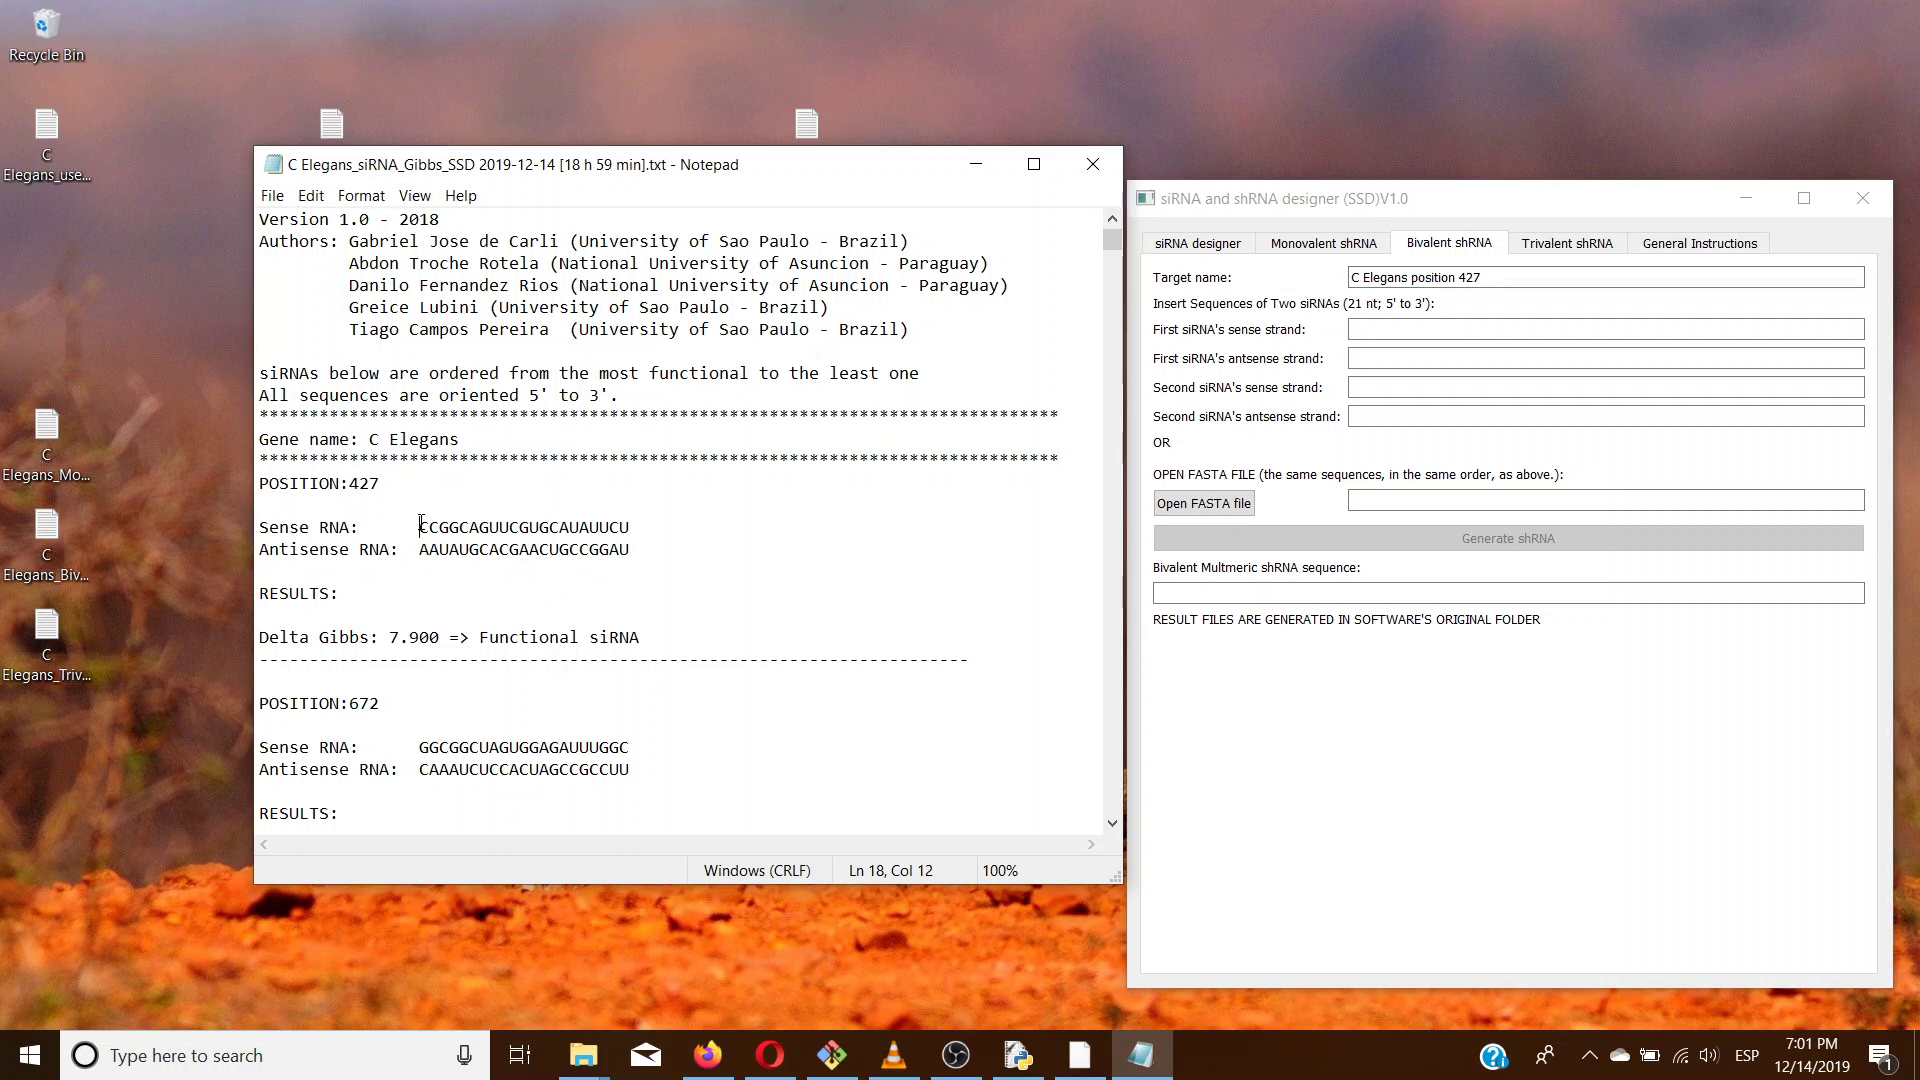 Recycle Bin
C
Elegans_use...
C
Elegans_Mo...
C
Elegans_Biv...
C
Elegans_Triv...
C Elegans_siRNA_Gibbs_SSD 2019-12-14 [18 h 59 min].txt - Notepad
File Edit Format View Help
Version 1.0 - 2018
Authors: Gabriel Jose de Carli (University of Sao Paulo - Brazil)
Abdon Troche Rotela (National University of Asuncion - Paraguay)
Danilo Fernandez Rios (National University of Asuncion - Paraguay)
Greice Lubini (University of Sao Paulo - Brazil)
Tiago Campos Pereira  (University of Sao Paulo - Brazil)
siRNAs below are ordered from the most functional to the least one
All sequences are oriented 5' to 3'.
********************************************************************************
Gene name: C Elegans
********************************************************************************
POSITION:427
Sense RNA:      CCGGCAGUUCGUGCAUAUUCU
Antisense RNA:  AAUAUGCACGAACUGCCGGAU
RESULTS:
Delta Gibbs: 7.900 => Functional siRNA
-----------------------------------------------------------------------
POSITION:672
Sense RNA:      GGCGGCUAGUGGAGAUUUGGC
Antisense RNA:  CAAAUCUCCACUAGCCGCCUU
RESULTS:
Windows (CRLF) Ln 18, Col 12 100%
siRNA and shRNA designer (SSD)V1.0
siRNA designer Monovalent shRNA Bivalent shRNA Trivalent shRNA General Instructions
Target name: C Elegans position 427
Insert Sequences of Two siRNAs (21 nt; 5' to 3'):
First siRNA's sense strand:
First siRNA's antsense strand:
Second siRNA's sense strand:
Second siRNA's antsense strand:
OR
OPEN FASTA FILE (the same sequences, in the same order, as above.):
Open FASTA file
Generate shRNA
Bivalent Multmeric shRNA sequence:
RESULT FILES ARE GENERATED IN SOFTWARE'S ORIGINAL FOLDER
Type here to search
ESP
7:01 PM
12/14/2019
1